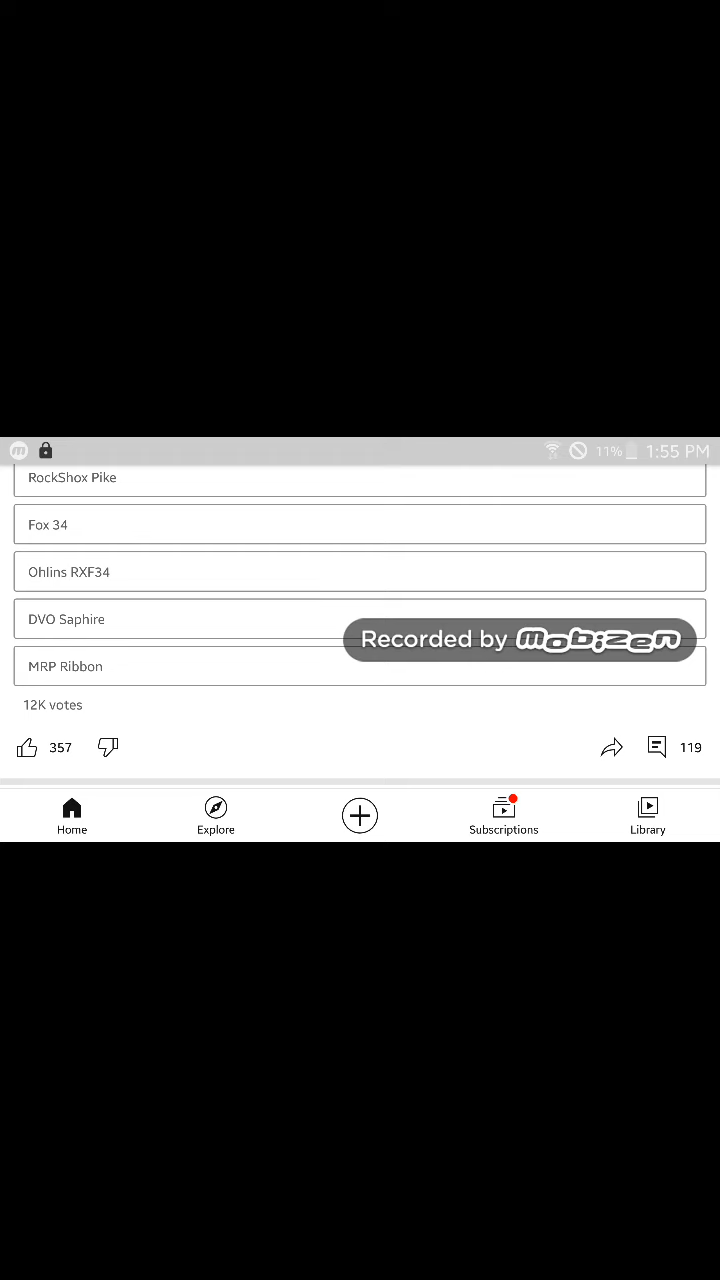 11% 1:55 PM
RockShox Pike
Fox 34
Ohlins RXF34
DVO Saphire
Recorded by mobizen
MRP Ribbon
12K votes
357 119
Home Explore Subscriptions Library